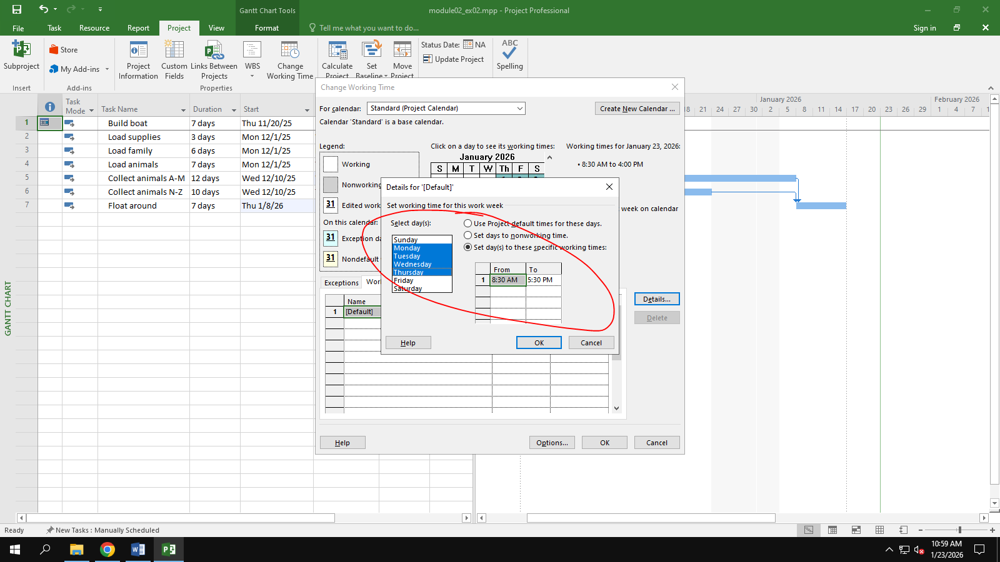 Gantt Chart Tools
module02_ex02.mpp - Project Professional
File Task Resource Report Project View Format Tell me what you want to do... Sign in
Subproject
Insert
Store
My Add-ins
Add-ins
Project Information
Custom Fields
Links Between Projects
WBS
Change Working Time
Properties
Calculate Project
Set Baseline
Move Project
Status Date: NA
Update Project
ABC
Spelling
Task Mode Task Name Duration Start
1 Build boat 7 days Thu 11/20/25
2 Load supplies 3 days Mon 12/1/25
3 Load family 6 days Mon 12/1/25
4 Load animals 7 days Mon 12/1/25
5 Collect animals A-M 12 days Wed 12/10/25
6 Collect animals N-Z 10 days Wed 12/10/25
7 Float around 7 days Thu 1/8/26
GANTT CHART
January 2026 February 2026
18 21 24 27 30 2 5 8 11 14 17 20 23 26 29 1 4 7 1
Change Working Time
For calendar: Standard (Project Calendar)
Create New Calendar ...
Calendar 'Standard' is a base calendar.
Legend:
Working
Nonworking
31 Edited work
On this calendar:
31 Exception da
31 Nondefault
Click on a day to see its working times:
January 2026
S M T W Th F S
Working times for January 23, 2026:
• 8:30 AM to 4:00 PM
week on calendar
Exceptions Wor
Name
1 [Default]
Details...
Delete
Help
Options...
OK
Cancel
Details for '[Default]'
Set working time for this work week
Select day(s):
Sunday
Monday
Tuesday
Wednesday
Thursday
Friday
Saturday
Use Project default times for these days.
Set days to nonworking time.
Set day(s) to these specific working times:
From To
1 8:30 AM 5:30 PM
Help
OK
Cancel
Ready New Tasks : Manually Scheduled
10:59 AM
1/23/2026